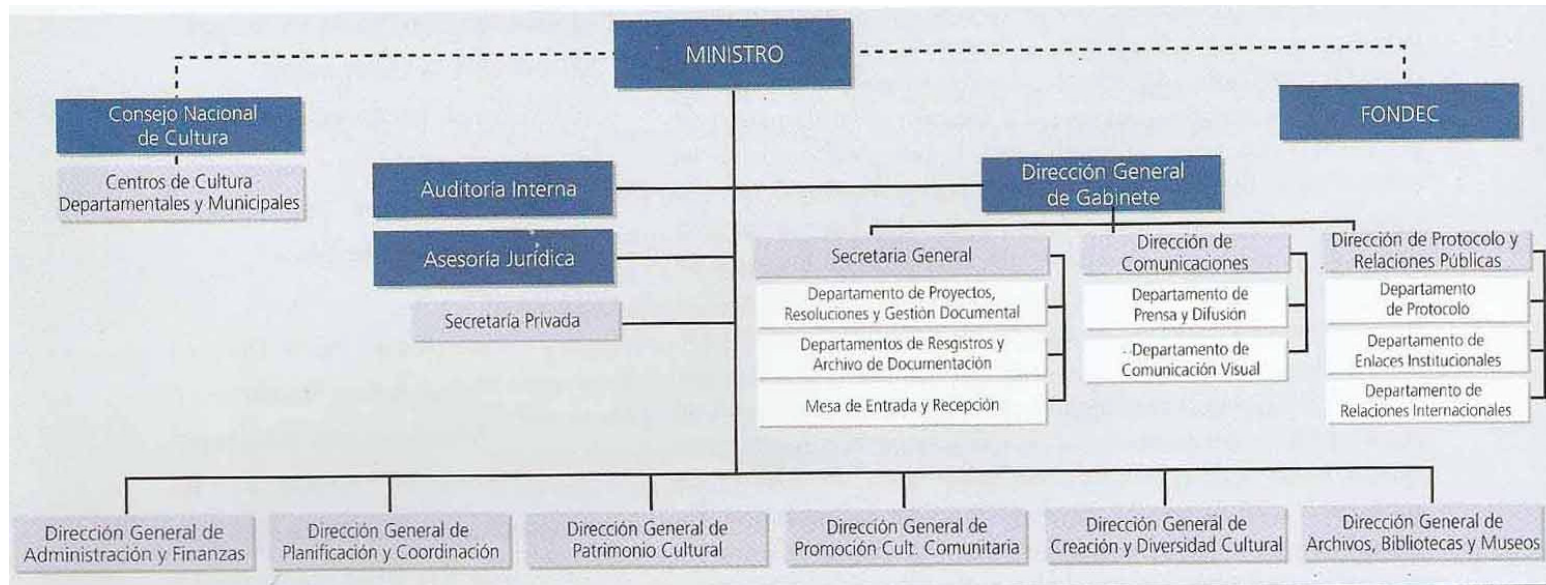 MINISTRO
Consejo Nacional
de Cultura
FONDEC
Centros de Cultura
Departamentales y Municipales
Auditoría Interna
Dirección General
de Gabinete
Asesoría Jurídica
Secretaría Privada
Secretaria General
Departamento de Proyectos,
Resoluciones y Gestión Documental
Departamentos de Resgistros y
Archivo de Documentación
Mesa de Entrada y Recepción
Dirección de
Comunicaciones
Departamento de
Prensa y Difusión
Departamento de
Comunicación Visual
Dirección de Protocolo y
Relaciones Públicas
Departamento
de Protocolo
Departamento de
Enlaces Institucionales
Departamento de
Relaciones Internacionales
Dirección General de
Administración y Finanzas
Dirección General de
Planificación y Coordinación
Dirección General de
Patrimonio Cultural
Dirección General de
Promoción Cult. Comunitaria
Dirección General de
Creación y Diversidad Cultural
Dirección General de
Archivos, Bibliotecas y Museos